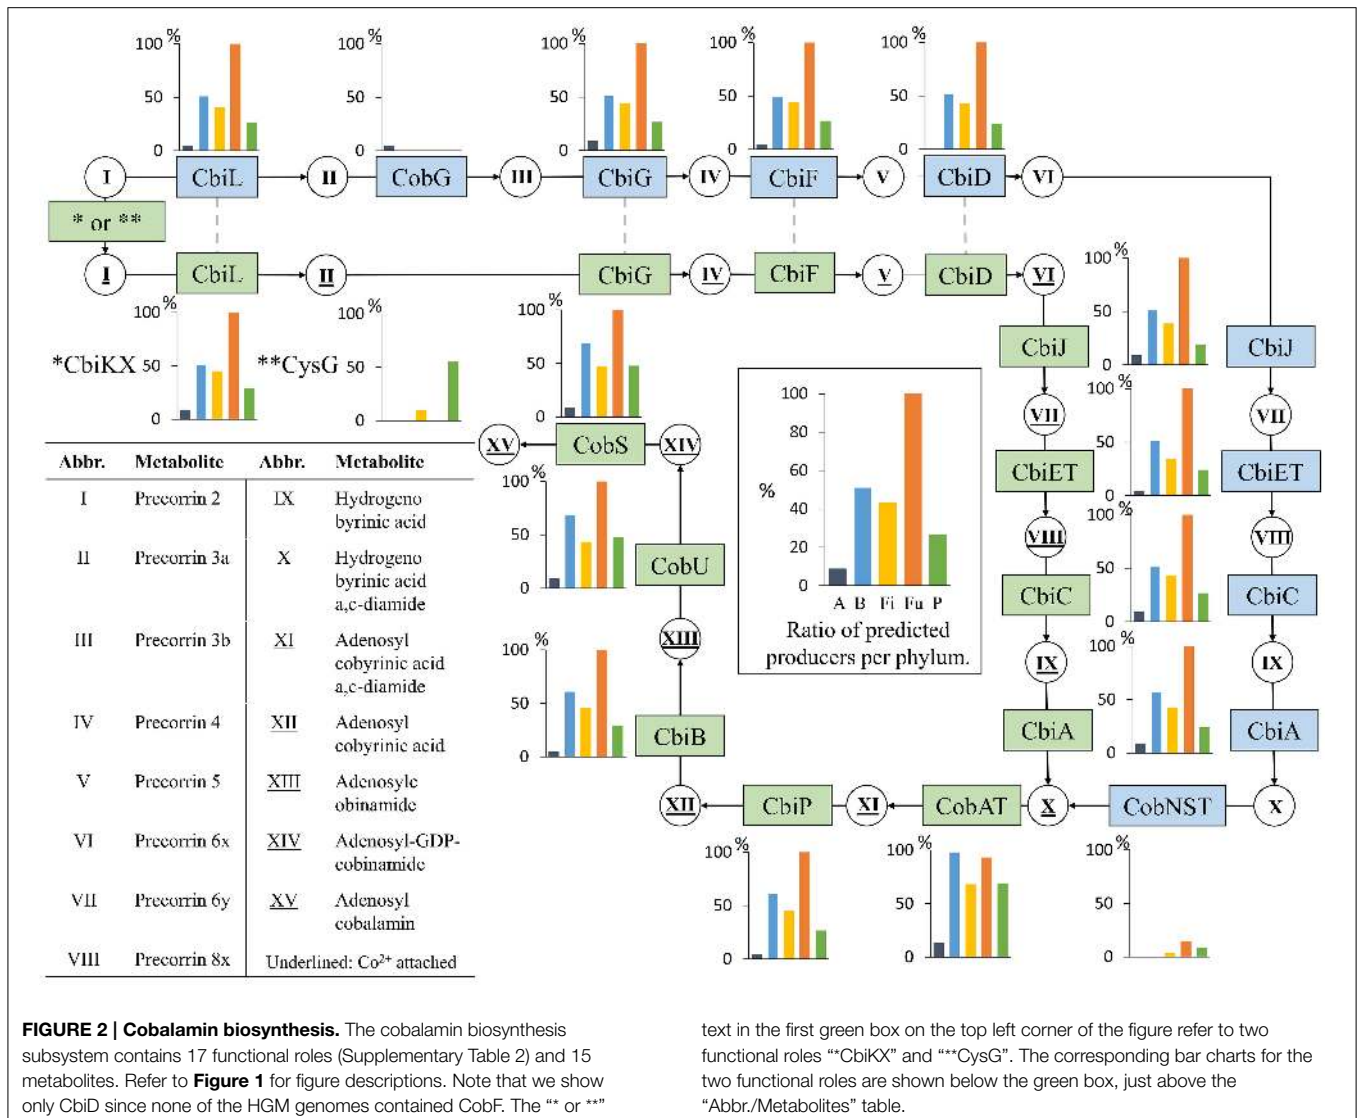 100 %
50
0
100 %
50
0
100 %
50
0
100 %
50
0
100 %
50
0
I
CbiL
II
CobG
III
CbiG
IV
CbiF
V
CbiD
VI
* or **
I
CbiL
II
CbiG
IV
CbiF
V
CbiD
VI
100 %
50
0
*CbiKX
100 %
50
0
**CysG
100 %
50
0
XV
CobS
XIV
100 %
50
0
CobU
XIII
100 %
50
0
CbiB
XII
%
100
80
60
40
20
0
A B Fi Fu P
Ratio of predicted
producers per phylum.
CbiJ
VII
CbiET
VIII
CbiC
IX
CbiA
%
100
50
0
100 %
50
0
100 %
50
0
100 %
50
0
CbiJ
VII
CbiET
VIII
CbiC
IX
CbiA
XII
CbiP
XI
CobAT
X
CobNST
X
100 %
50
0
100 %
50
0
100 %
50
0
Abbr. Metabolite Abbr. Metabolite
I Precorrin 2 IX Hydrogeno
byrinic acid
II Precorrin 3a X Hydrogeno
byrinic acid
a,c-diamide
III Precorrin 3b XI Adenosyl
cobyrinic acid
a,c-diamide
IV Precorrin 4 XII Adenosyl
cobyrinic acid
V Precorrin 5 XIII Adenosylc
obinamide
VI Precorrin 6x XIV Adenosyl-GDP-
cobinamide
VII Precorrin 6y XV Adenosyl
cobalamin
VIII Precorrin 8x Underlined: Co²⁺ attached
FIGURE 2 | Cobalamin biosynthesis. The cobalamin biosynthesis
subsystem contains 17 functional roles (Supplementary Table 2) and 15
metabolites. Refer to Figure 1 for figure descriptions. Note that we show
only CbiD since none of the HGM genomes contained CobF. The "* or **"
text in the first green box on the top left corner of the figure refer to two
functional roles "*CbiKX" and "**CysG". The corresponding bar charts for the
two functional roles are shown below the green box, just above the
"Abbr./Metabolites" table.